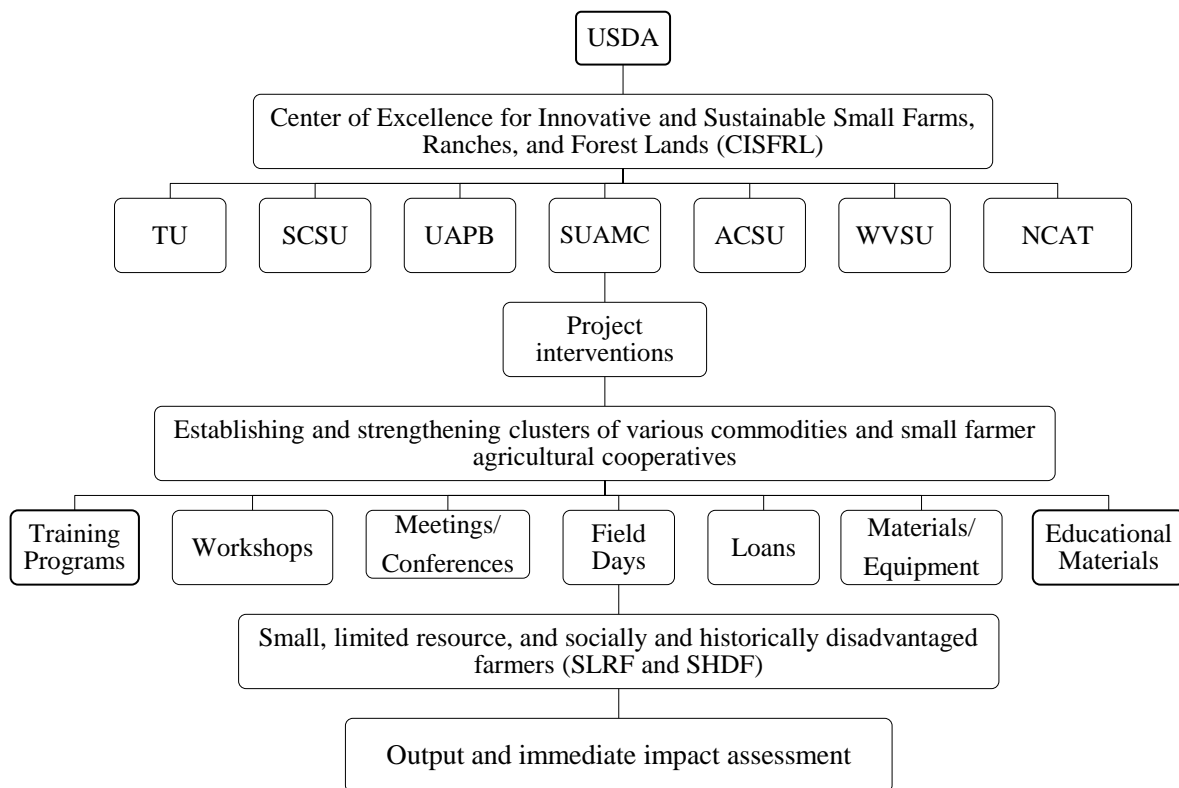 USDA
Center of Excellence for Innovative and Sustainable Small Farms,
Ranches, and Forest Lands (CISFRL)
TU
SCSU
UAPB
SUAMC
ACSU
WVSU
NCAT
Project
interventions
Establishing and strengthening clusters of various commodities and small farmer
agricultural cooperatives
Training
Programs
Workshops
Meetings/
Conferences
Field
Days
Loans
Materials/
Equipment
Educational
Materials
Small, limited resource, and socially and historically disadvantaged
farmers (SLRF and SHDF)
Output and immediate impact assessment